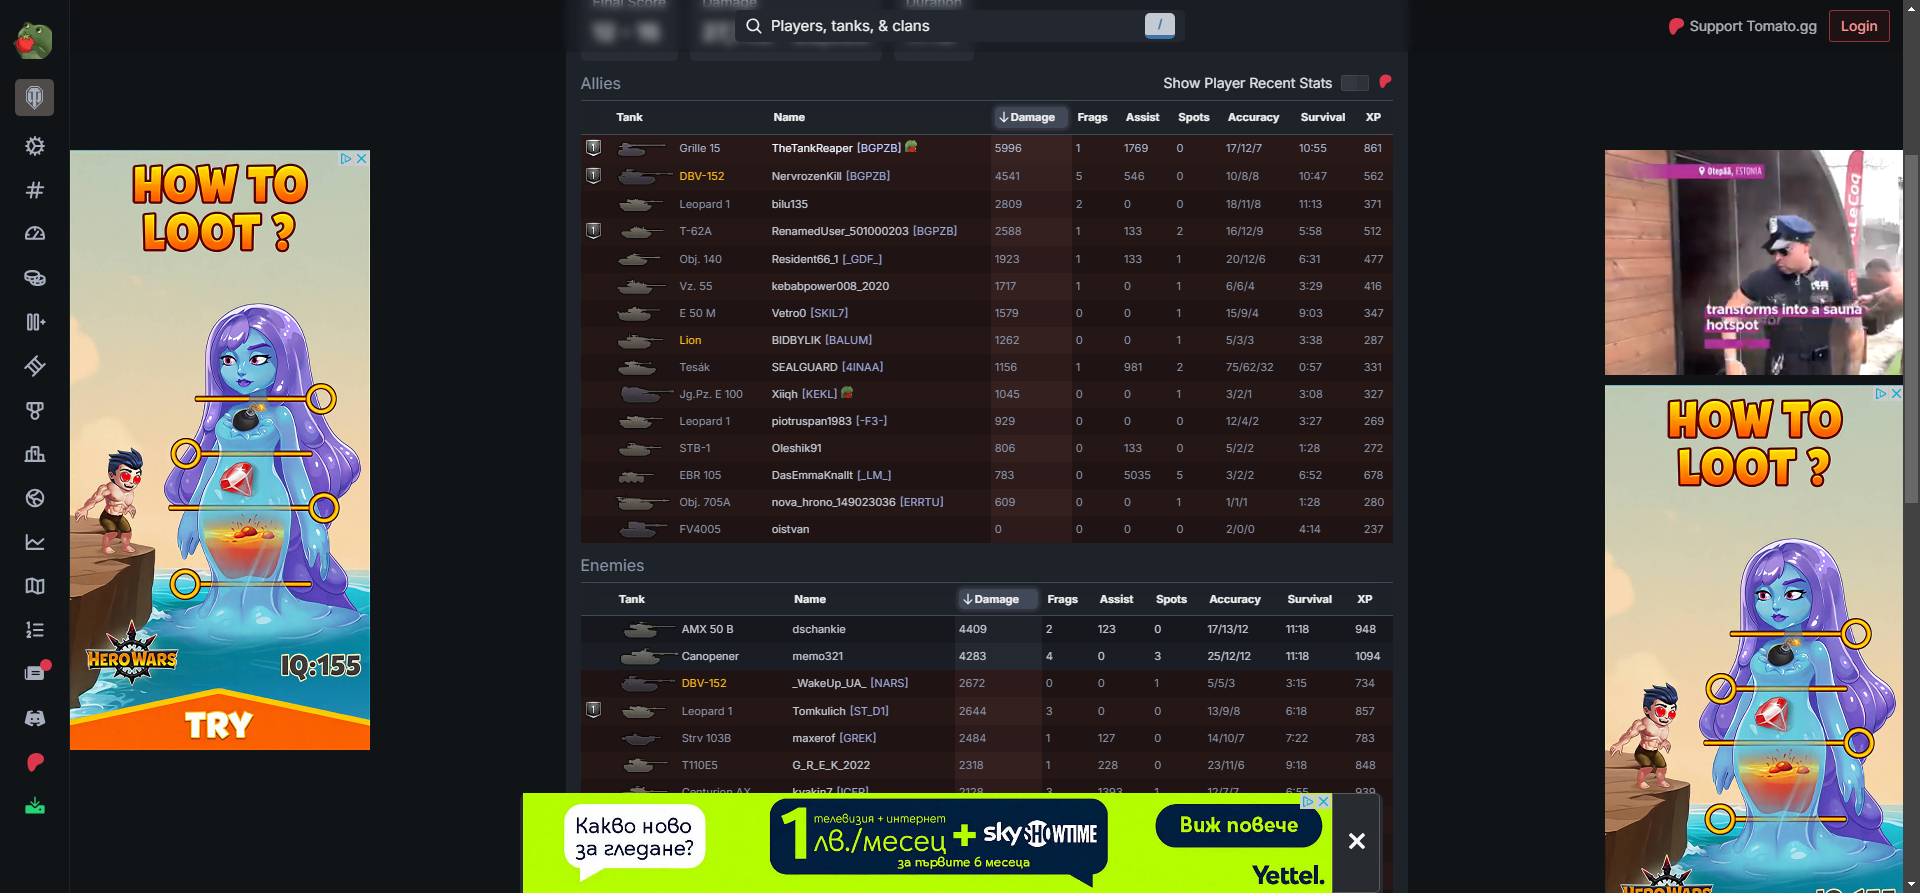 Final Score
Damage
Duration
12 - 15
Players, tanks, & clans
/
Support Tomato.gg
Login
Allies
Show Player Recent Stats
Tank Name Damage Frags Assist Spots Accuracy Survival XP
1 Grille 15 TheTankReaper [BGPZB] 5996 1 1769 0 17/12/7 10:55 861
1 DBV-152 NervrozenKill [BGPZB] 4541 5 546 0 10/8/8 10:47 562
Leopard 1 bilu135 2809 2 0 0 18/11/8 11:13 371
1 T-62A RenamedUser_501000203 [BGPZB] 2588 1 133 2 16/12/9 5:58 512
Obj. 140 Resident66_1 [_GDF_] 1923 1 133 1 20/12/6 6:31 477
Vz. 55 kebabpower008_2020 1717 1 0 1 6/6/4 3:29 416
E 50 M Vetro0 [SKIL7] 1579 0 0 1 15/9/4 9:03 347
Lion BIDBYLIK [BALUM] 1262 0 0 1 5/3/3 3:38 287
Tesák SEALGUARD [4INAA] 1156 1 981 2 75/62/32 0:57 331
Jg.Pz. E 100 Xiiqh [KEKL] 1045 0 0 1 3/2/1 3:08 327
Leopard 1 piotruspan1983 [-F3-] 929 0 0 0 12/4/2 3:27 269
STB-1 Oleshik91 806 0 133 0 5/2/2 1:28 272
EBR 105 DasEmmaKnallt [_LM_] 783 0 5035 5 3/2/2 6:52 678
Obj. 705A nova_hrono_149023036 [ERRTU] 609 0 0 1 1/1/1 1:28 280
FV4005 oistvan 0 0 0 0 2/0/0 4:14 237
Enemies
Tank Name Damage Frags Assist Spots Accuracy Survival XP
AMX 50 B dschankie 4409 2 123 0 17/13/12 11:18 948
Canopener memo321 4283 4 0 3 25/12/12 11:18 1094
DBV-152 _WakeUp_UA_ [NARS] 2672 0 0 1 5/5/3 3:15 734
1 Leopard 1 Tomkulich [ST_D1] 2644 3 0 0 13/9/8 6:18 857
Strv 103B maxerof [GREK] 2484 1 127 0 14/10/7 7:22 783
T110E5 G_R_E_K_2022 2318 1 228 0 23/11/6 9:18 848
Centurion AX kyakin7 [ICEP] 2128 3 1393 1 12/7/7 6:55 939
HOW TO
LOOT ?
HERO WARS
IQ:155
TRY
Otepää, ESTONIA
LeCoq
transforms into a sauna
hotspot
HOW TO
LOOT ?
HERO WARS
Какво ново
за гледане?
телевизия + интернет
1 лв./месец + skySHOWTIME
за първите 6 месеца
Виж повече
Yettel.